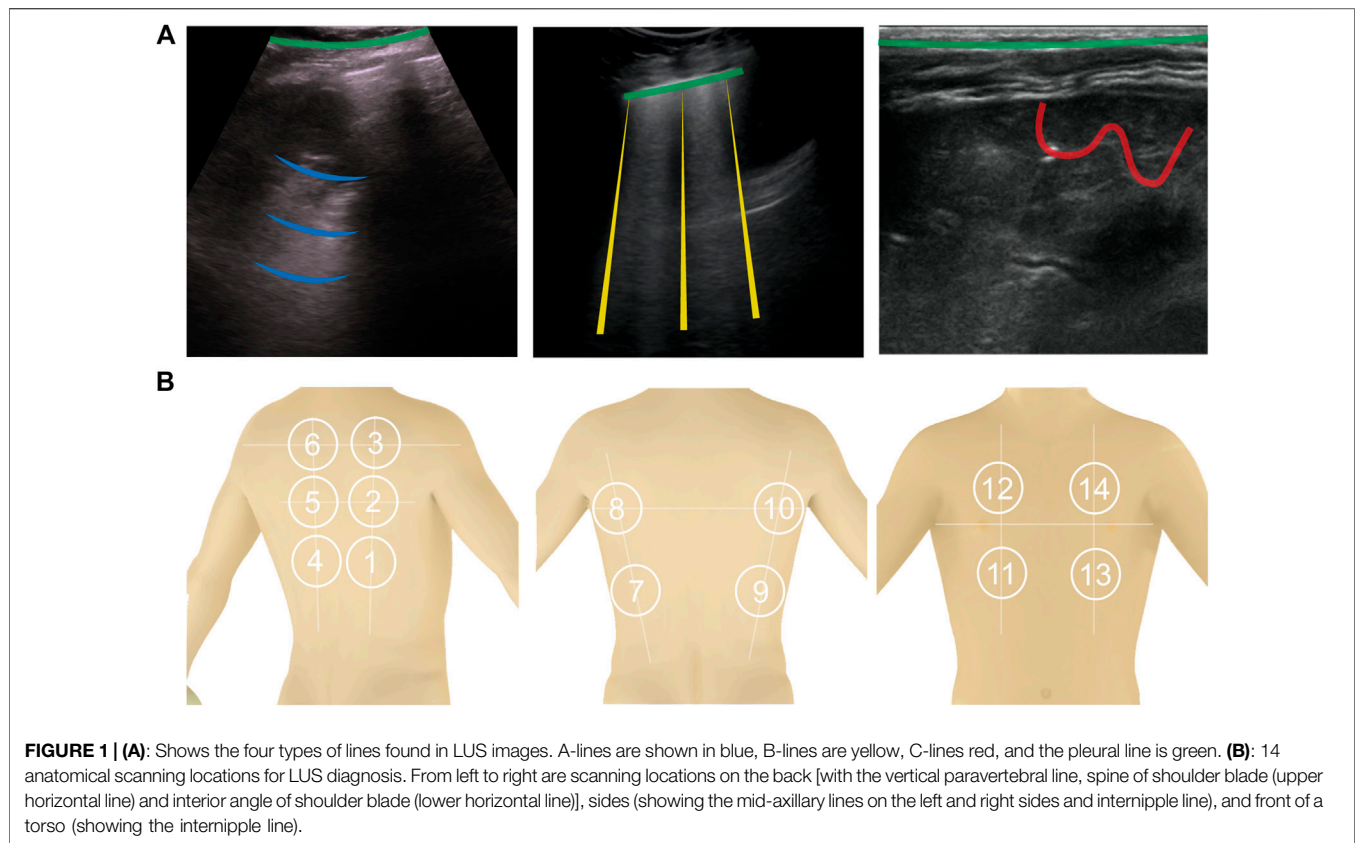 A
B
6 3
5 2
4 1
8 10
7 9
12 14
11 13
FIGURE 1 | (A): Shows the four types of lines found in LUS images. A-lines are shown in blue, B-lines are yellow, C-lines red, and the pleural line is green. (B): 14
anatomical scanning locations for LUS diagnosis. From left to right are scanning locations on the back [with the vertical paravertebral line, spine of shoulder blade (upper
horizontal line) and interior angle of shoulder blade (lower horizontal line)], sides (showing the mid-axillary lines on the left and right sides and internipple line), and front of a
torso (showing the internipple line).